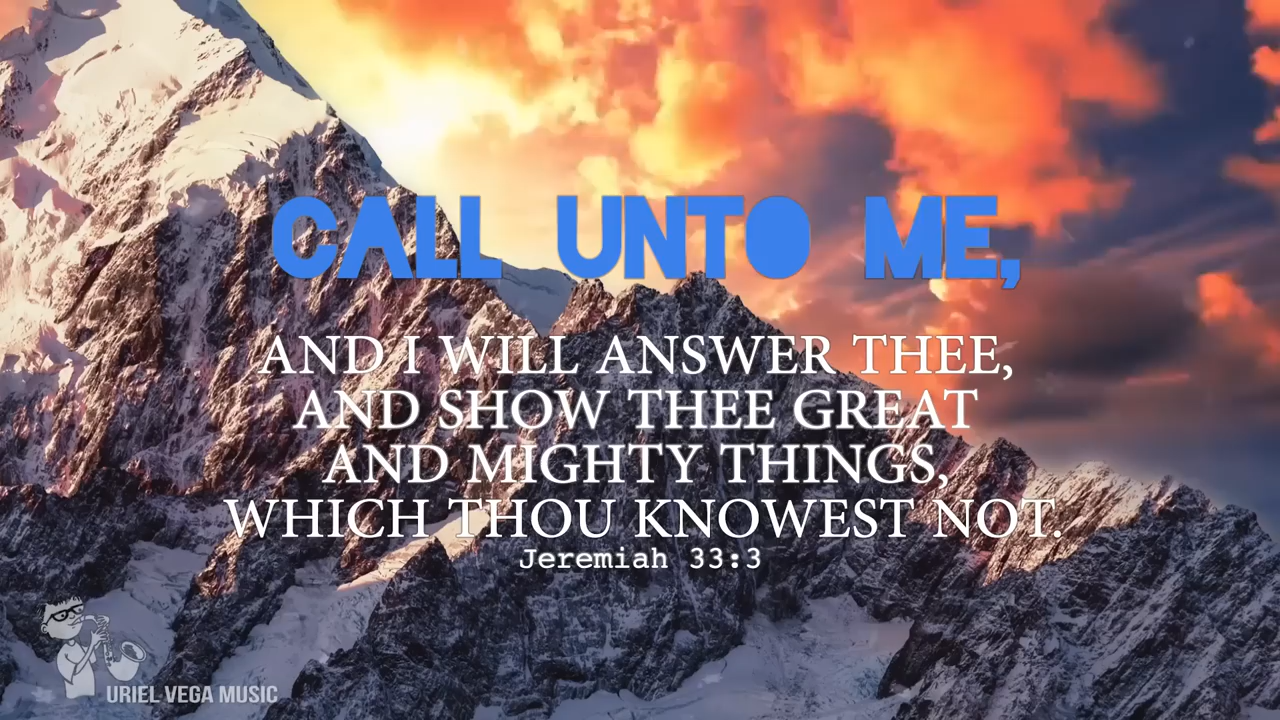 CALL UNTO ME,
AND I WILL ANSWER THEE,
AND SHOW THEE GREAT
AND MIGHTY THINGS,
WHICH THOU KNOWEST NOT.
Jeremiah 33:3
URIEL VEGA MUSIC